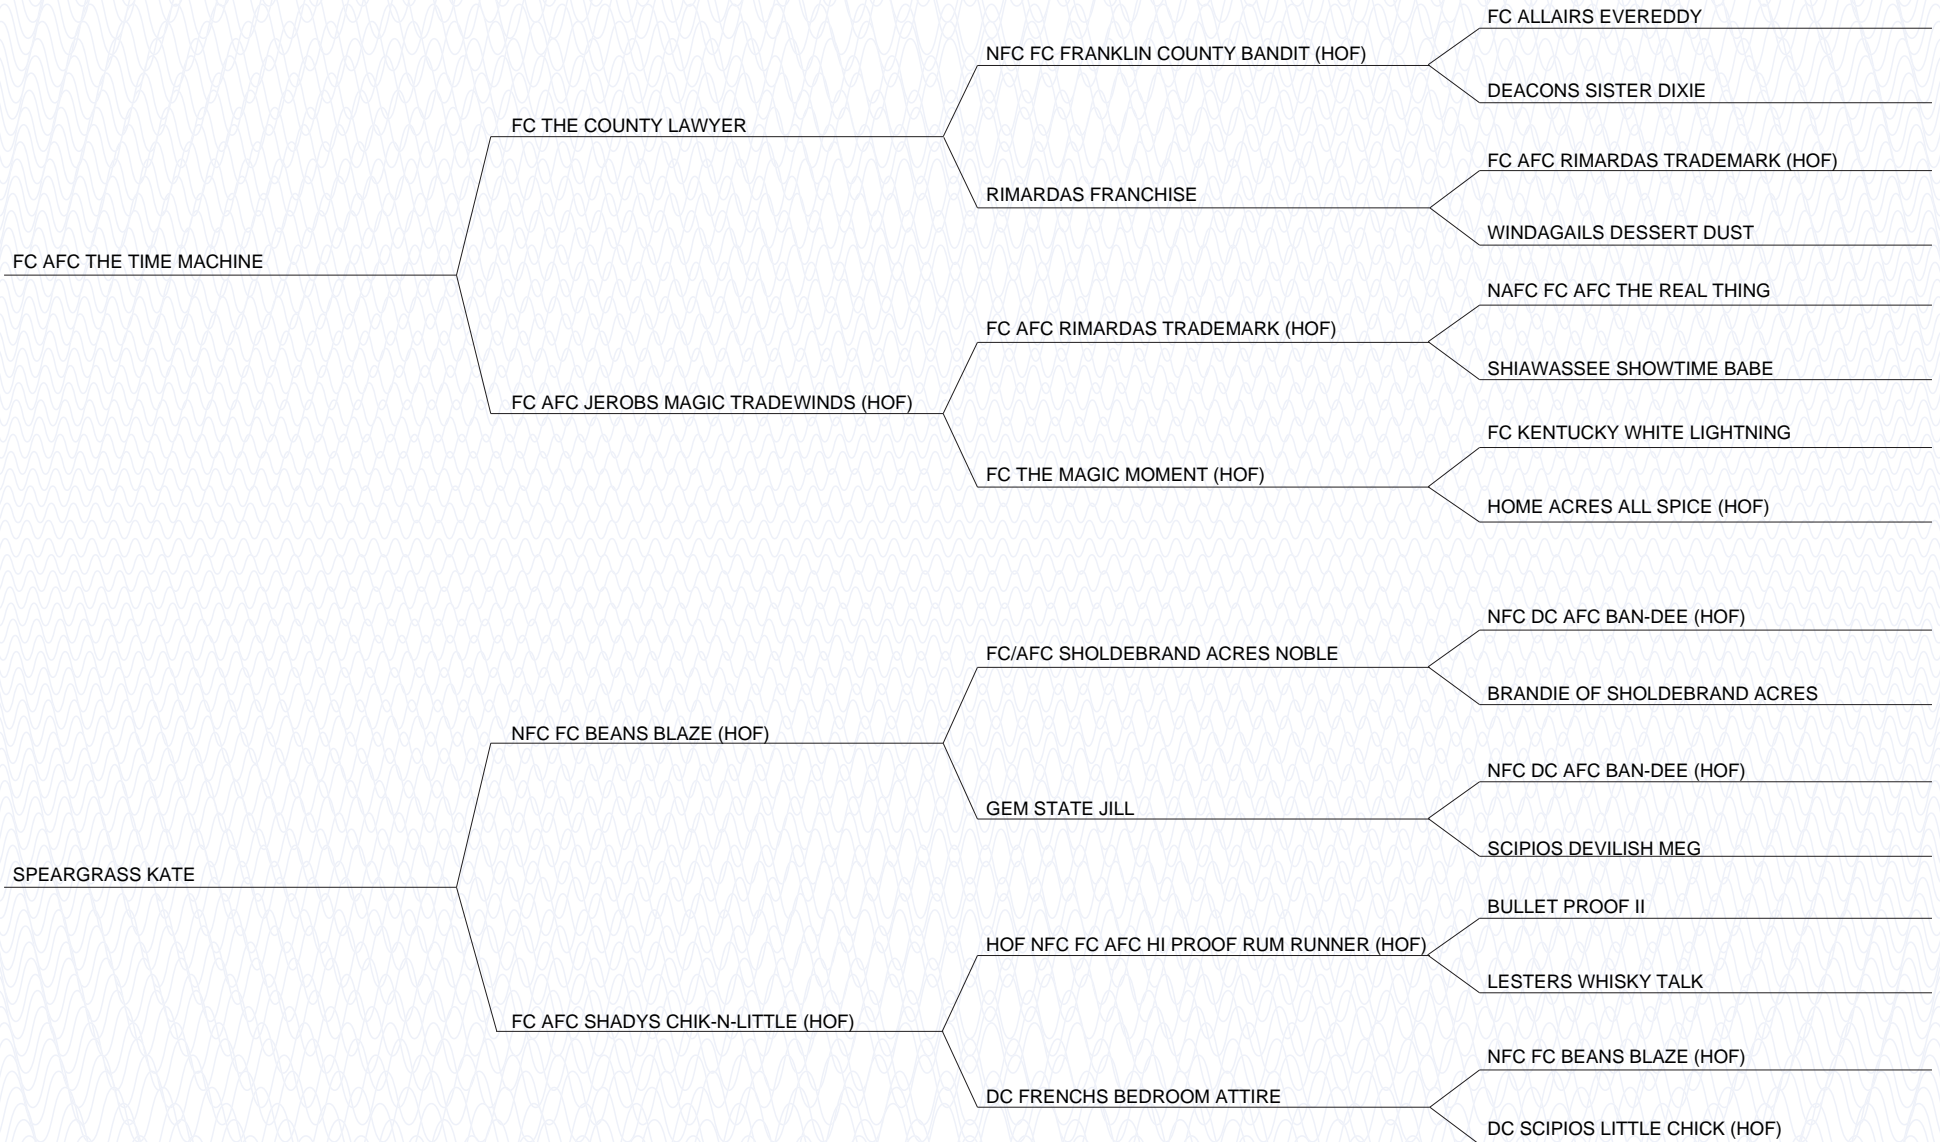 FC ALLAIRS EVEREDDY
NFC FC FRANKLIN COUNTY BANDIT (HOF)
DEACONS SISTER DIXIE
FC THE COUNTY LAWYER
FC AFC RIMARDAS TRADEMARK (HOF)
RIMARDAS FRANCHISE
WINDAGAILS DESSERT DUST
FC AFC THE TIME MACHINE
NAFC FC AFC THE REAL THING
FC AFC RIMARDAS TRADEMARK (HOF)
SHIAWASSEE SHOWTIME BABE
FC AFC JEROBS MAGIC TRADEWINDS (HOF)
FC KENTUCKY WHITE LIGHTNING
FC THE MAGIC MOMENT (HOF)
HOME ACRES ALL SPICE (HOF)
NFC DC AFC BAN-DEE (HOF)
FC/AFC SHOLDEBRAND ACRES NOBLE
BRANDIE OF SHOLDEBRAND ACRES
NFC FC BEANS BLAZE (HOF)
NFC DC AFC BAN-DEE (HOF)
GEM STATE JILL
SCIPIOS DEVILISH MEG
SPEARGRASS KATE
BULLET PROOF II
HOF NFC FC AFC HI PROOF RUM RUNNER (HOF)
LESTERS WHISKY TALK
FC AFC SHADYS CHIK-N-LITTLE (HOF)
NFC FC BEANS BLAZE (HOF)
DC FRENCHS BEDROOM ATTIRE
DC SCIPIOS LITTLE CHICK (HOF)